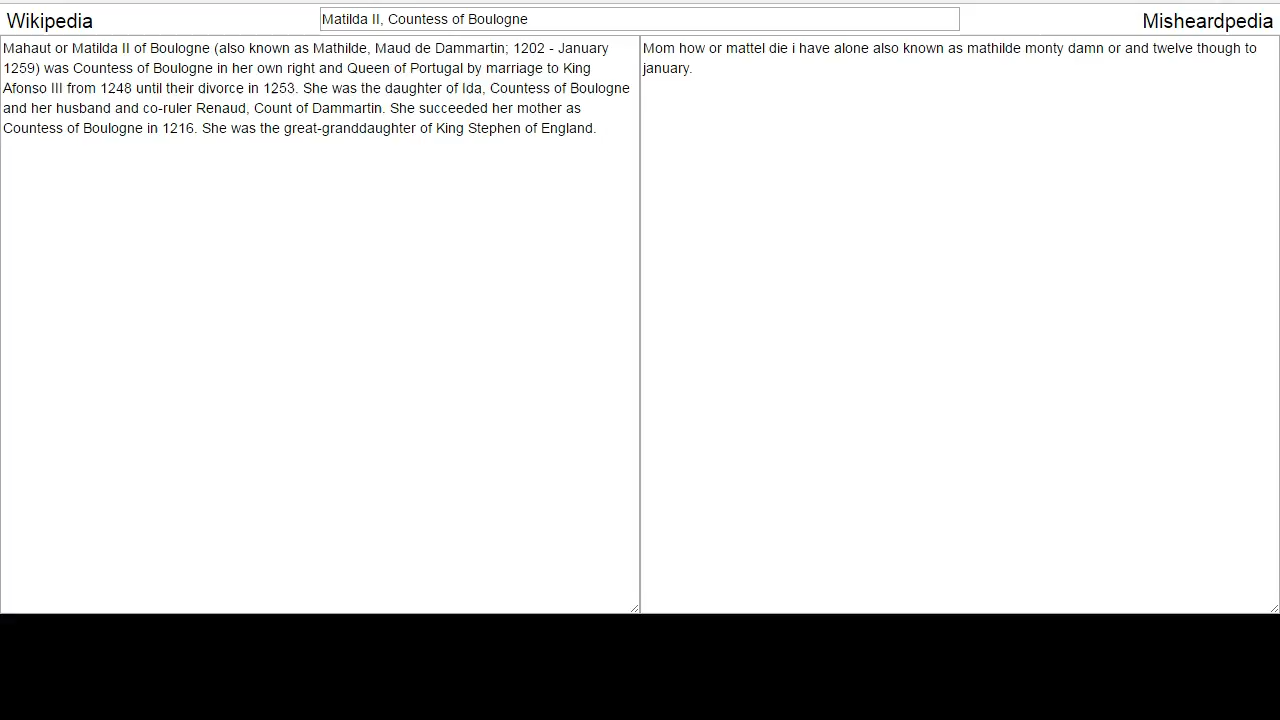 Wikipedia
Matilda II, Countess of Boulogne
Misheardpedia
Mahaut or Matilda II of Boulogne (also known as Mathilde, Maud de Dammartin; 1202 - January
1259) was Countess of Boulogne in her own right and Queen of Portugal by marriage to King
Afonso III from 1248 until their divorce in 1253. She was the daughter of Ida, Countess of Boulogne
and her husband and co-ruler Renaud, Count of Dammartin. She succeeded her mother as
Countess of Boulogne in 1216. She was the great-granddaughter of King Stephen of England.
Mom how or mattel die i have alone also known as mathilde monty damn or and twelve though to
january.